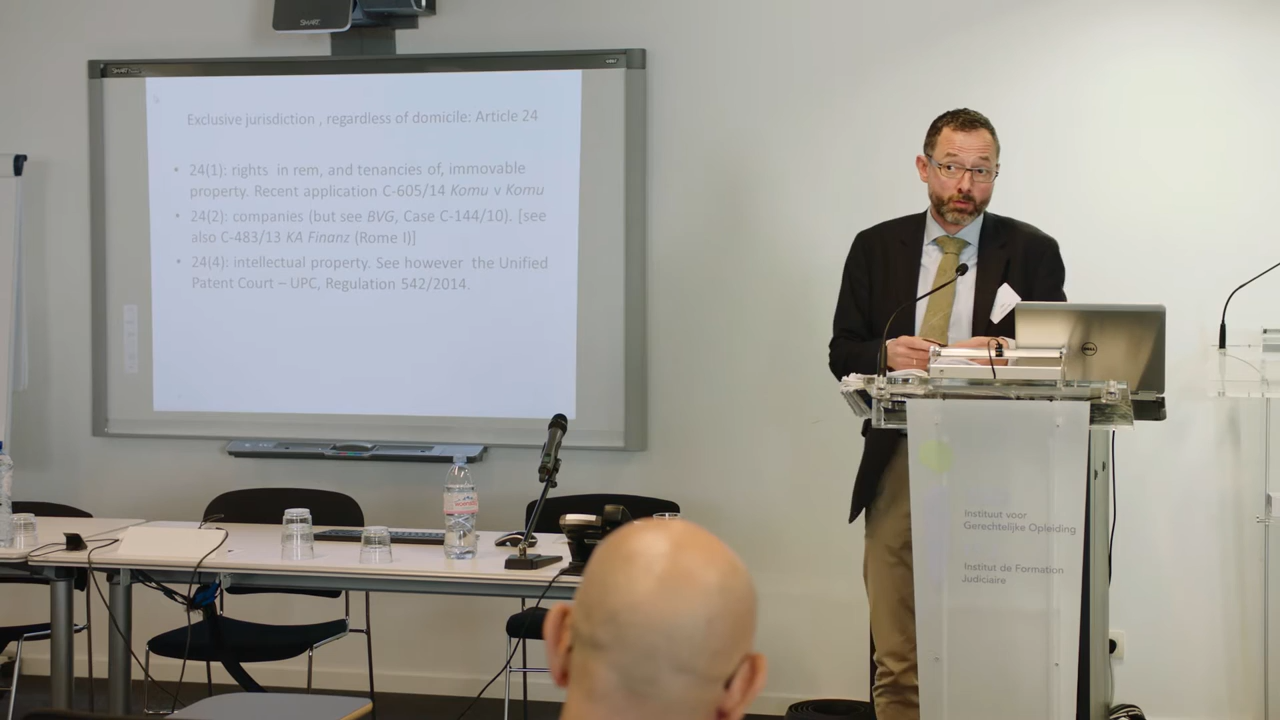 SMART
SMART
Exclusive jurisdiction , regardless of domicile: Article 24
• 24(1): rights in rem, and tenancies of, immovable
property. Recent application C-605/14 Komu v Komu
• 24(2): companies (but see BVG, Case C-144/10). [see
also C-483/13 KA Finanz (Rome I)]
• 24(4): intellectual property. See however the Unified
Patent Court – UPC, Regulation 542/2014.
DELL
Instituut voor
Gerechtelijke Opleiding
Institut de Formation
Judiciaire